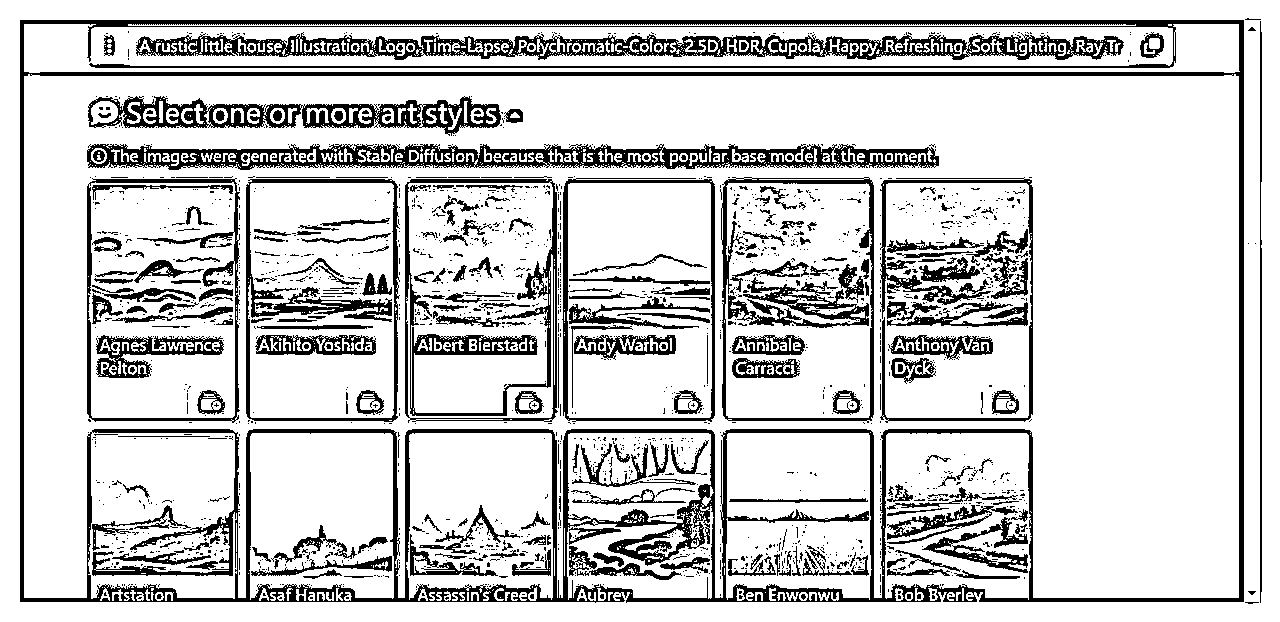 A rustic little house, Illustration, Logo, Time-Lapse, Polychromatic-Colors, 2.5D, HDR, Cupola, Happy, Refreshing, Soft Lighting, Ray Tr
Select one or more art styles
The images were generated with Stable Diffusion, because that is the most popular base model at the moment.
Agnes Lawrence
Pelton
Akihito Yoshida
Albert Bierstadt
Andy Warhol
Annibale
Carracci
Anthony Van
Dyck
Artstation
Asaf Hanuka
Assassin's Creed
Aubrey
Ben Enwonwu
Bob Byerley